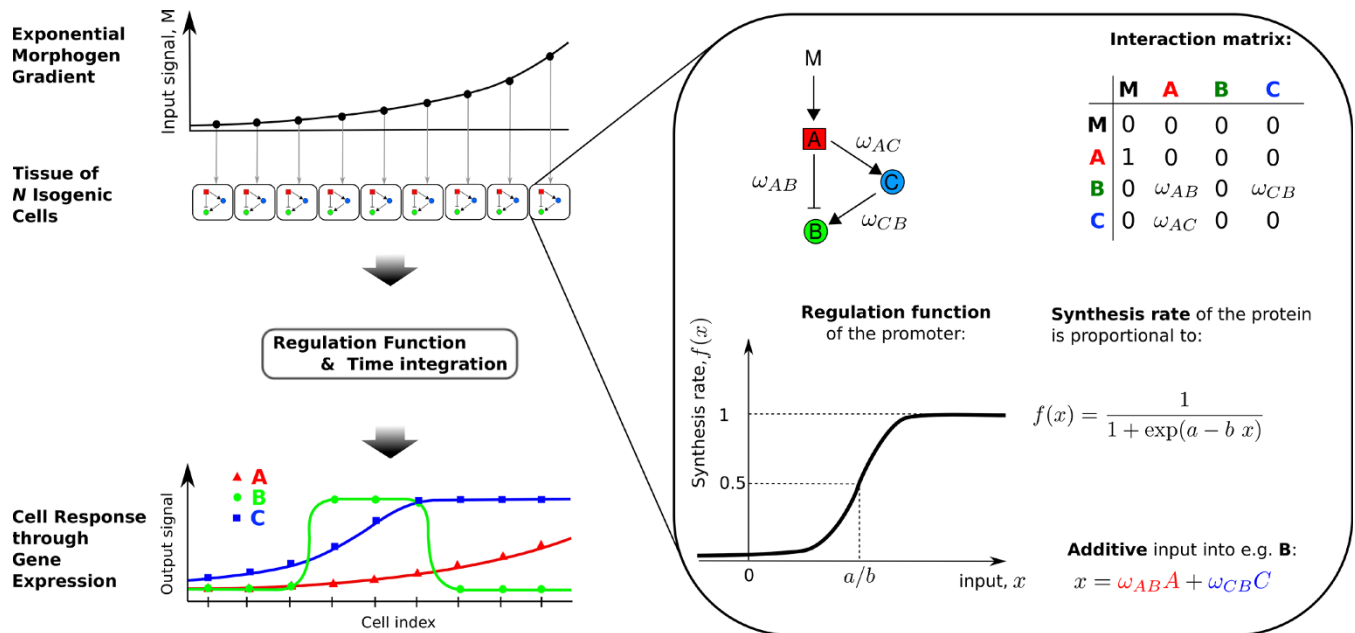 Exponential
Morphogen
Gradient
Input signal, M
Tissue of
N Isogenic
Cells
Regulation Function
& Time integration
Cell Response
through
Gene
Expression
Output signal
A
B
C
Cell index
M
A
ω_AC
C
ω_AB
ω_CB
B
Interaction matrix:
M A B C
M 0 0 0 0
A 1 0 0 0
B 0 ω_AB 0 ω_CB
C 0 ω_AC 0 0
Regulation function
of the promoter:
Synthesis rate, f(x)
1
0.5
0
a/b
input, x
Synthesis rate of the protein
is proportional to:
f(x) = 1 / (1 + exp(a − b x))
Additive input into e.g. B:
x = ω_AB A + ω_CB C